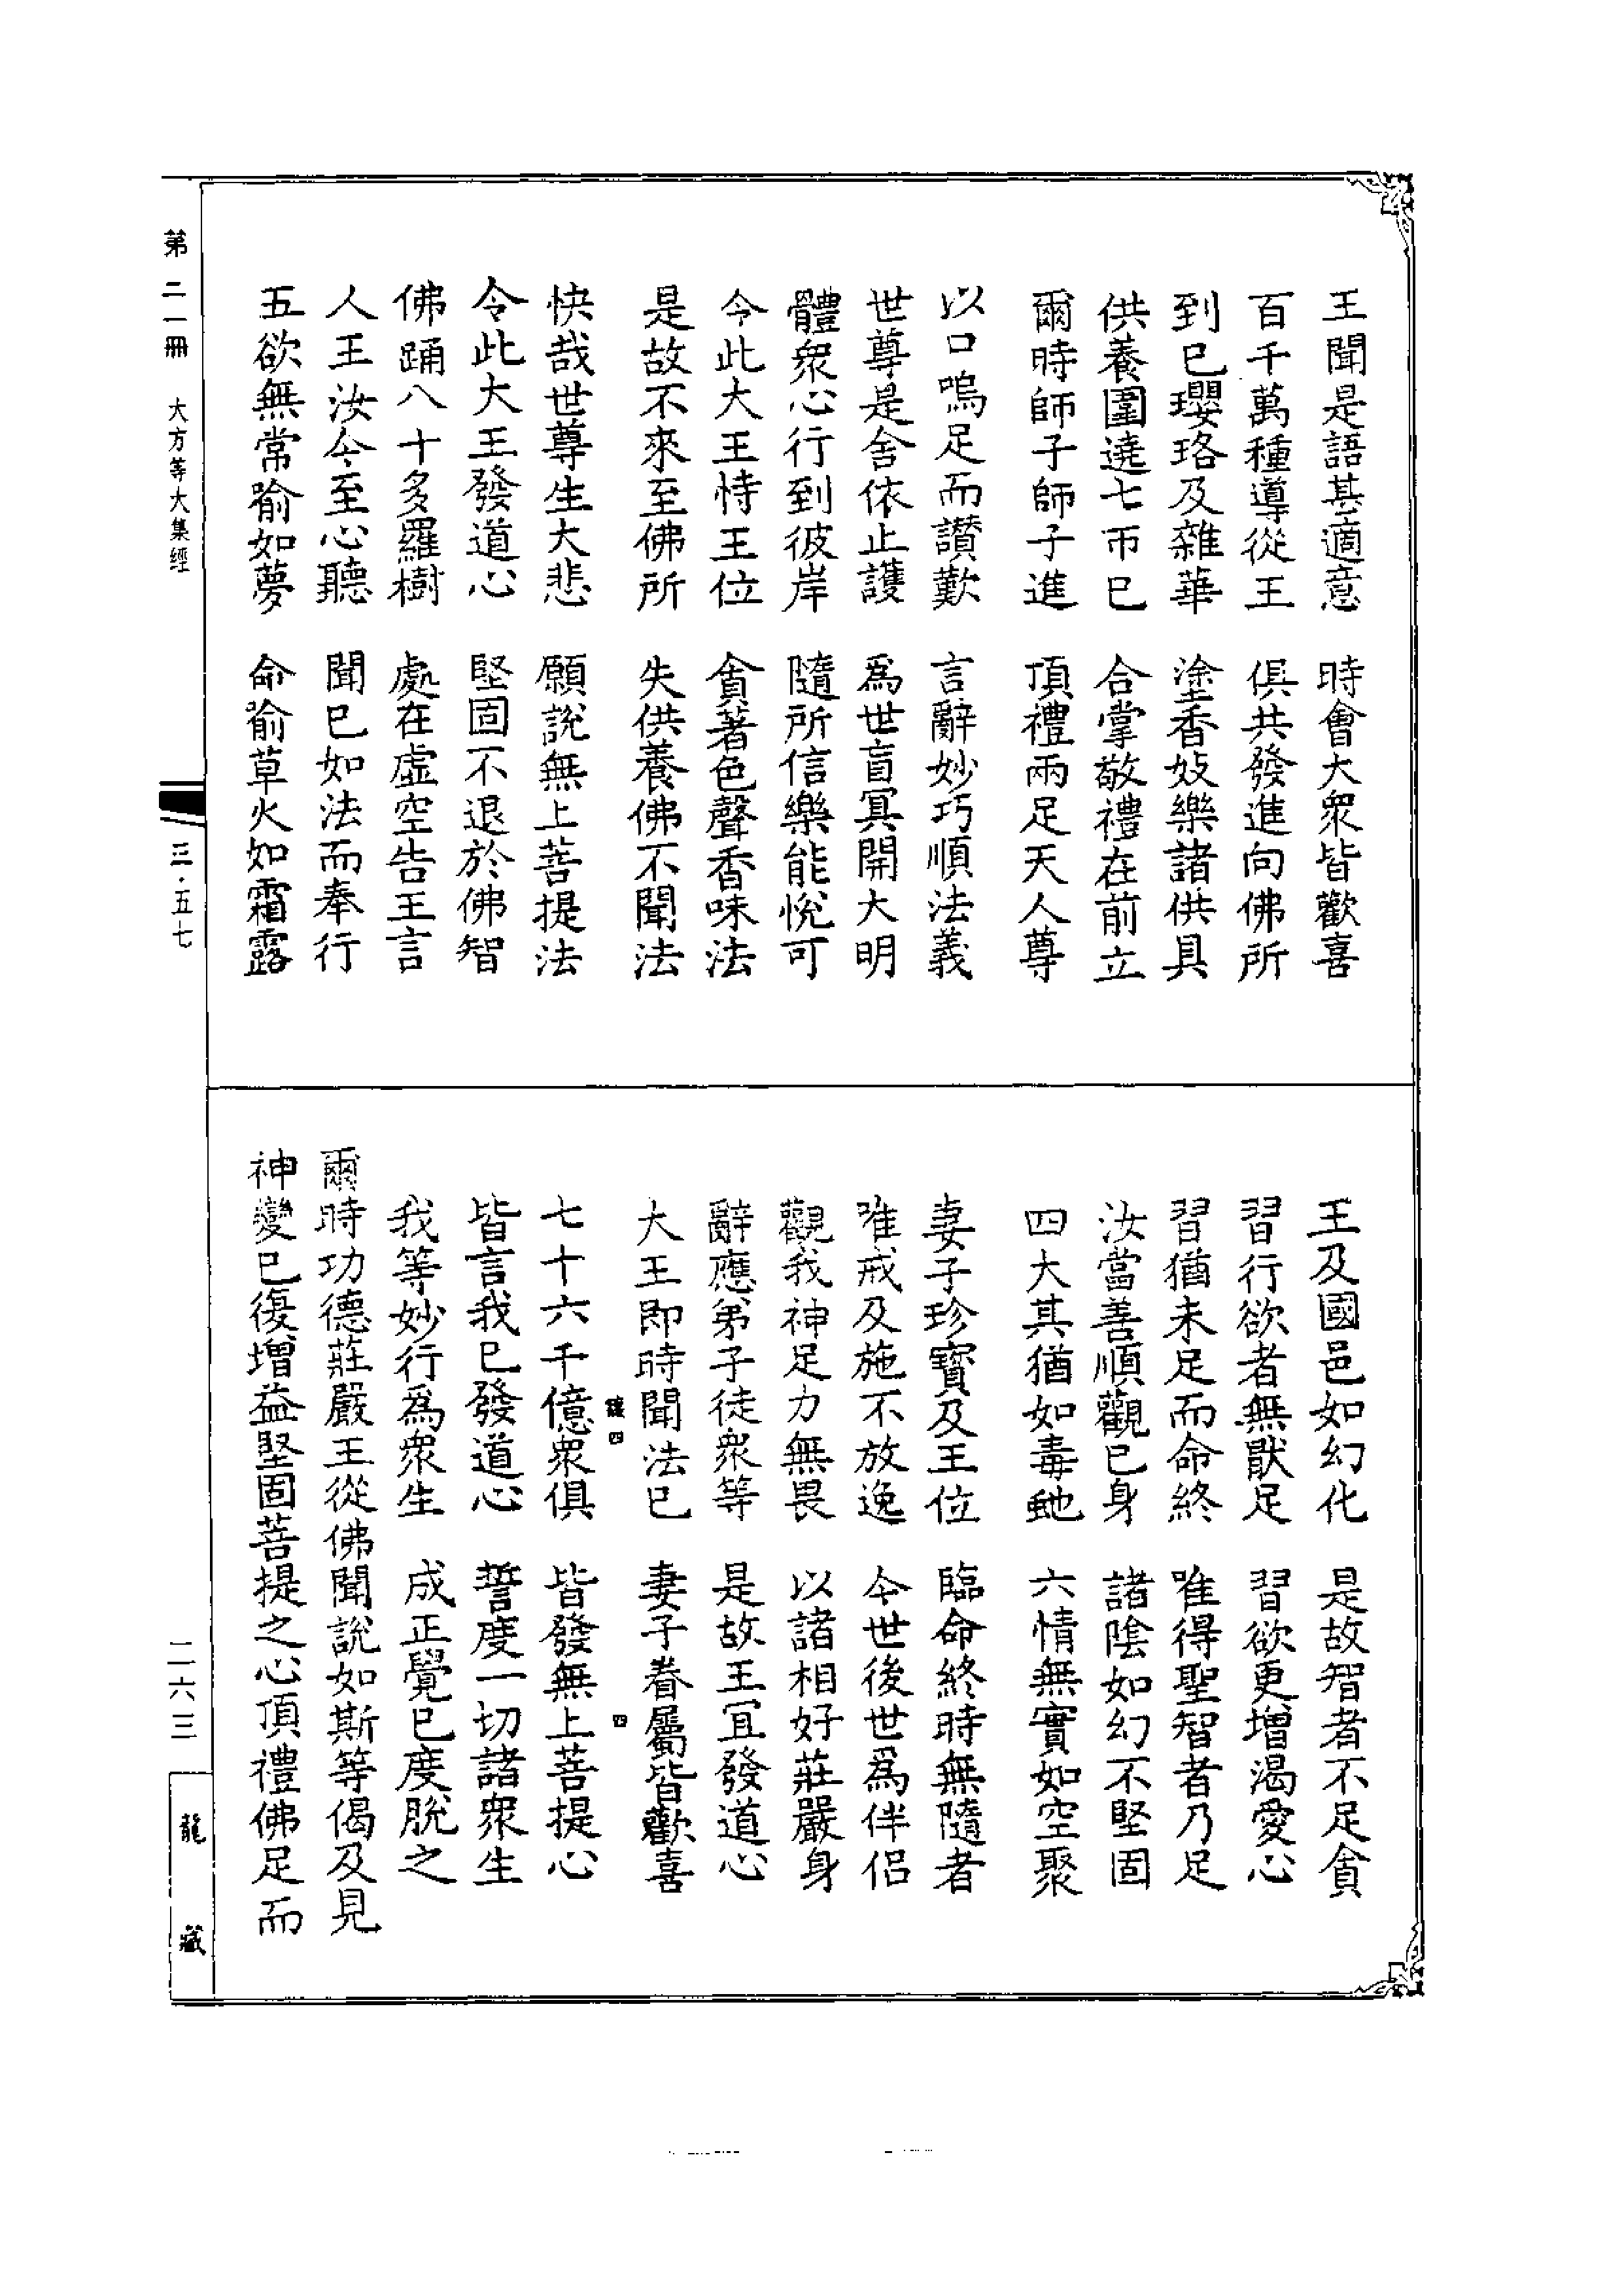 王聞是語甚適意　時會大衆皆歡喜
百千萬種導從王　俱共發進向佛所
到已瓔珞及雜華　塗香妓樂諸供具
供養圍遶七帀已　合掌敬禮在前立
爾時師子師子進　頂禮兩足天人尊
以口嗚足而讃歎　言辭妙巧順法義
世尊是舍依止護　爲世盲冥開大明
體衆心行到彼岸　隨所信樂能悅可
今此大王恃王位　貪著色聲香味法
是故不來至佛所　失供養佛不聞法
快哉世尊生大悲　願說無上菩提法
令此大王發道心　堅固不退於佛智
佛踊八十多羅樹　處在虛空告王言
人王汝今至心聽　聞已如法而奉行
五欲無常喻如夢　命喻草火如霜露
王及國邑如幻化　是故智者不足貪
習行欲者無猒足　習欲更增渴愛心
習猶未足而命終　唯得聖智者乃足
汝當善順觀已身　諸陰如幻不堅固
四大其猶如毒虵　六情無實如空聚
妻子珍寶及王位　臨命終時無隨者
唯戒及施不放逸　今世後世爲伴侣
觀我神足力無畏　以諸相好莊嚴身
辭應弟子徒衆等　是故王冝發道心
大王即時聞法已　妻子眷屬皆歡喜
四
四
七十六千億衆俱　皆發無上菩提心
皆言我已發道心　誓度一切諸衆生
我等妙行爲衆生　成正覺已度脫之
爾時功德莊嚴王從佛聞說如斯等偈及見
神變已復增益堅固菩提之心頂禮佛足而
第二一冊　大方等大集經
三·五七
二六三
龍藏